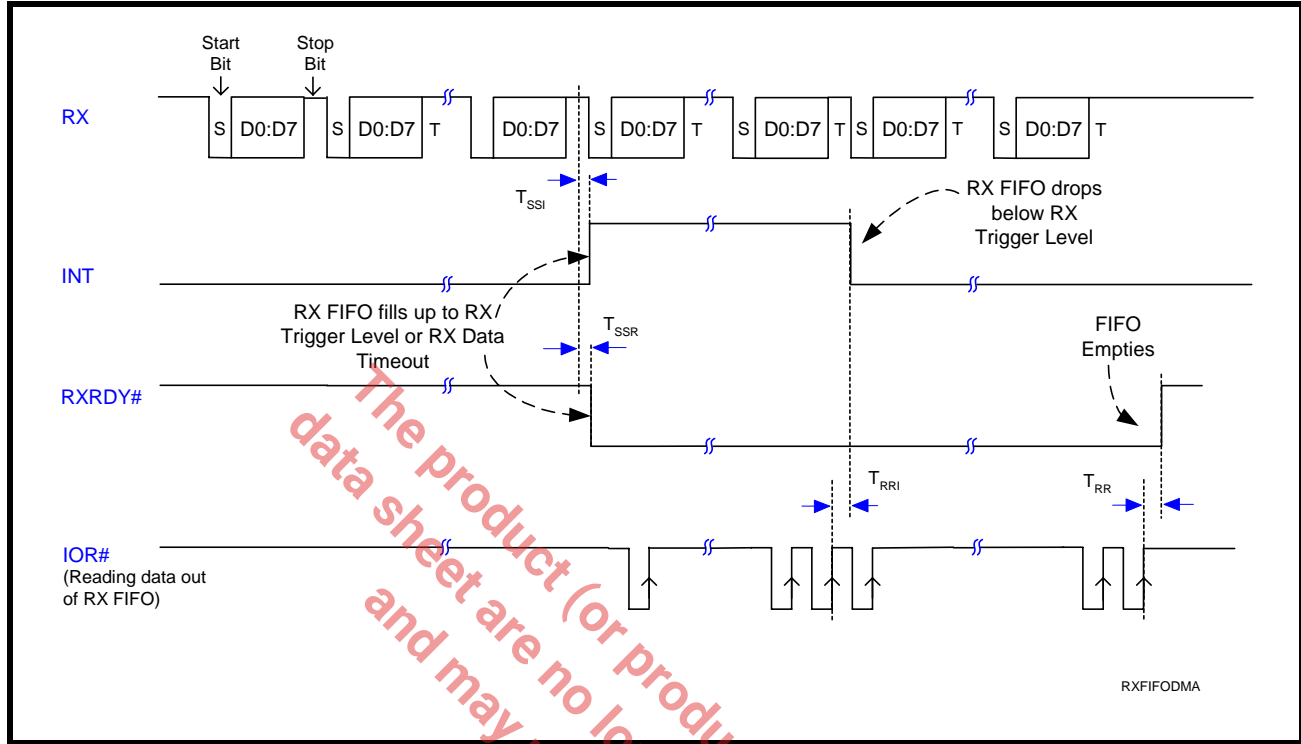 Start
Bit
Stop
Bit
RX
S D0:D7 S D0:D7 T D0:D7 S D0:D7 T S D0:D7 T S D0:D7 T S D0:D7 T
TSSI
RX FIFO drops
below RX
Trigger Level
INT
RX FIFO fills up to RX
Trigger Level or RX Data
Timeout
TSSR
FIFO
Empties
RXRDY#
TRRI
TRR
IOR#
(Reading data out
of RX FIFO)
RXFIFODMA
The product (or produ
data sheet are no lo
and may